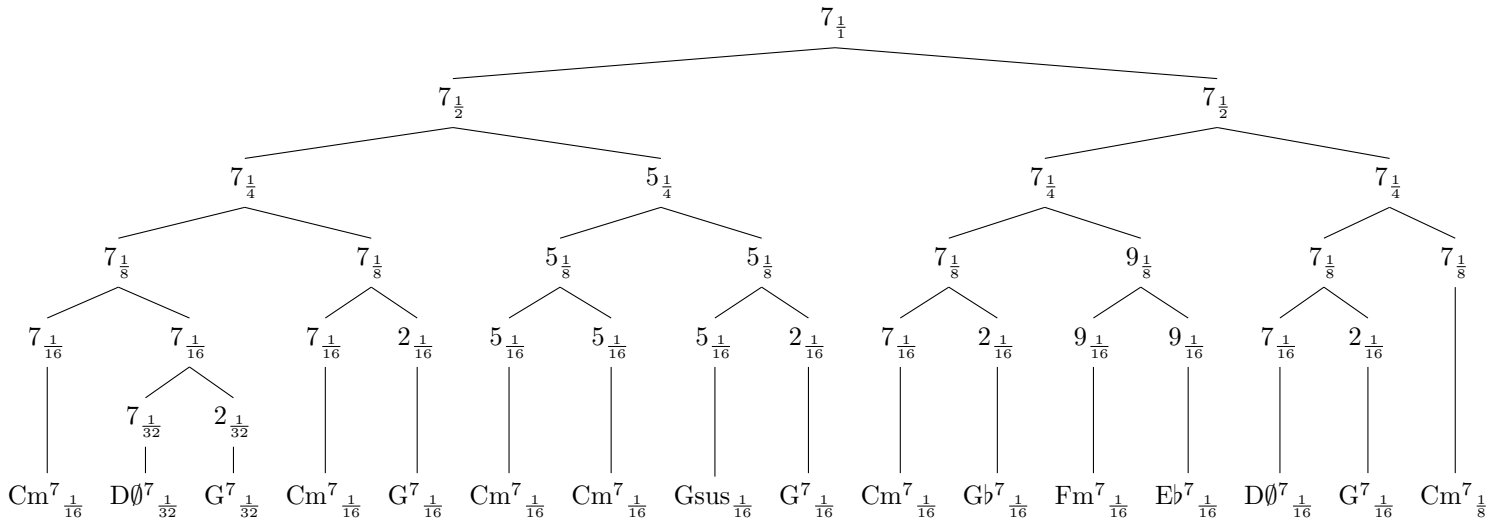 7 1/1
7 1/2 7 1/2
7 1/4 5 1/4 7 1/4 7 1/4
7 1/8 7 1/8 5 1/8 5 1/8 7 1/8 9 1/8 7 1/8 7 1/8
7 1/16 7 1/16 7 1/16 2 1/16 5 1/16 5 1/16 5 1/16 2 1/16 7 1/16 2 1/16 9 1/16 9 1/16 7 1/16 2 1/16
7 1/32 2 1/32
Cm⁷ 1/16 D∅⁷ 1/32 G⁷ 1/32 Cm⁷ 1/16 G⁷ 1/16 Cm⁷ 1/16 Cm⁷ 1/16 Gsus 1/16 G⁷ 1/16 Cm⁷ 1/16 G♭⁷ 1/16 Fm⁷ 1/16 E♭⁷ 1/16 D∅⁷ 1/16 G⁷ 1/16 Cm⁷ 1/8